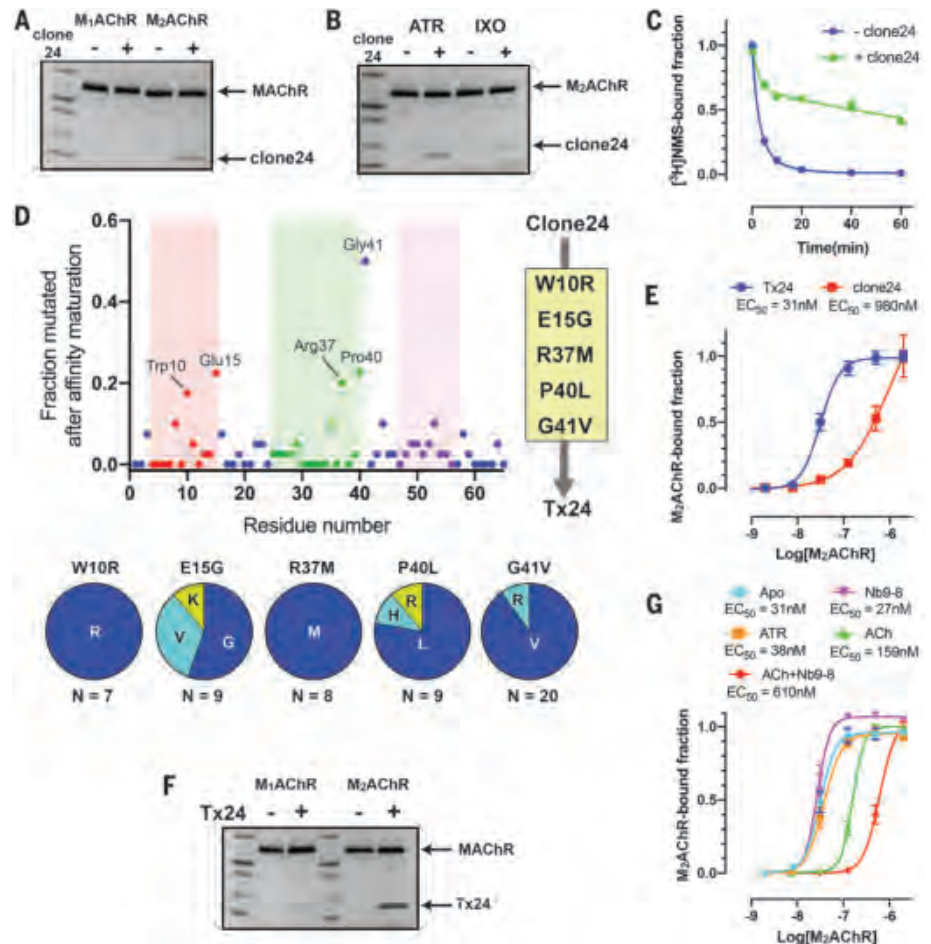 A
M₁AChR M₂AChR
clone
24
- + - +
MAChR
clone24
B
ATR IXO
clone
24
- + - +
M₂AChR
clone24
C
- clone24
+ clone24
[³H]NMS-bound fraction
1.0
0.5
0.0
0 20 40 60
Time(min)
D
Fraction mutated
after affinity maturation
0.6
0.4
0.2
0.0
Gly41
Arg37
Pro40
Trp10
Glu15
0 10 20 30 40 50 60
Residue number
Clone24
W10R
E15G
R37M
P40L
G41V
Tx24
W10R E15G R37M P40L G41V
R
K
V
G
M
R
H
L
R
V
N = 7 N = 9 N = 8 N = 9 N = 20
E
Tx24 clone24
EC₅₀ = 31nM EC₅₀ = 980nM
M₂AChR-bound fraction
1.0
0.5
0.0
-9 -8 -7 -6
Log[M₂AChR]
F
M₁AChR M₂AChR
Tx24 - + - +
MAChR
Tx24
G
Apo Nb9-8
EC₅₀ = 31nM EC₅₀ = 27nM
ATR ACh
EC₅₀ = 38nM EC₅₀ = 159nM
ACh+Nb9-8
EC₅₀ = 610nM
M₂AChR-bound fraction
1.0
0.5
0.0
-9 -8 -7 -6
Log[M₂AChR]